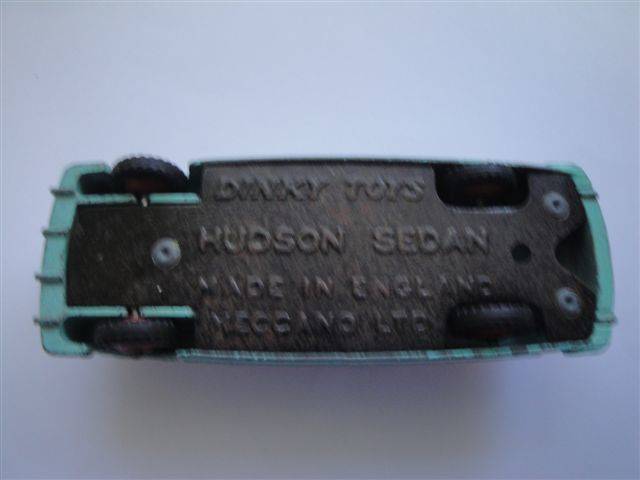 DINKY TOYS
HUDSON SEDAN
MADE IN ENGLAND
MECCANO LTD